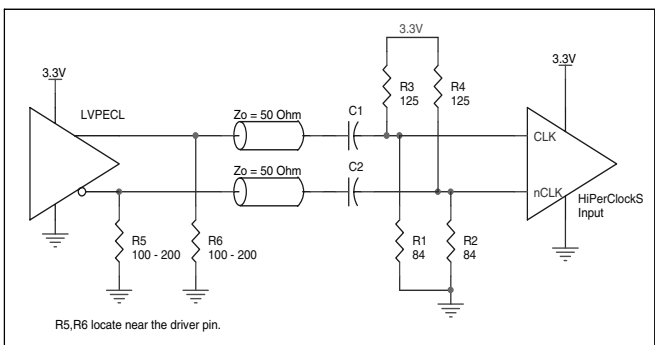 3.3V
3.3V
3.3V
R3
125
R4
125
LVPECL
Zo = 50 Ohm
C1
CLK
Zo = 50 Ohm
C2
nCLK
HiPerClockS
Input
R5
100 - 200
R6
100 - 200
R1
84
R2
84
R5,R6 locate near the driver pin.